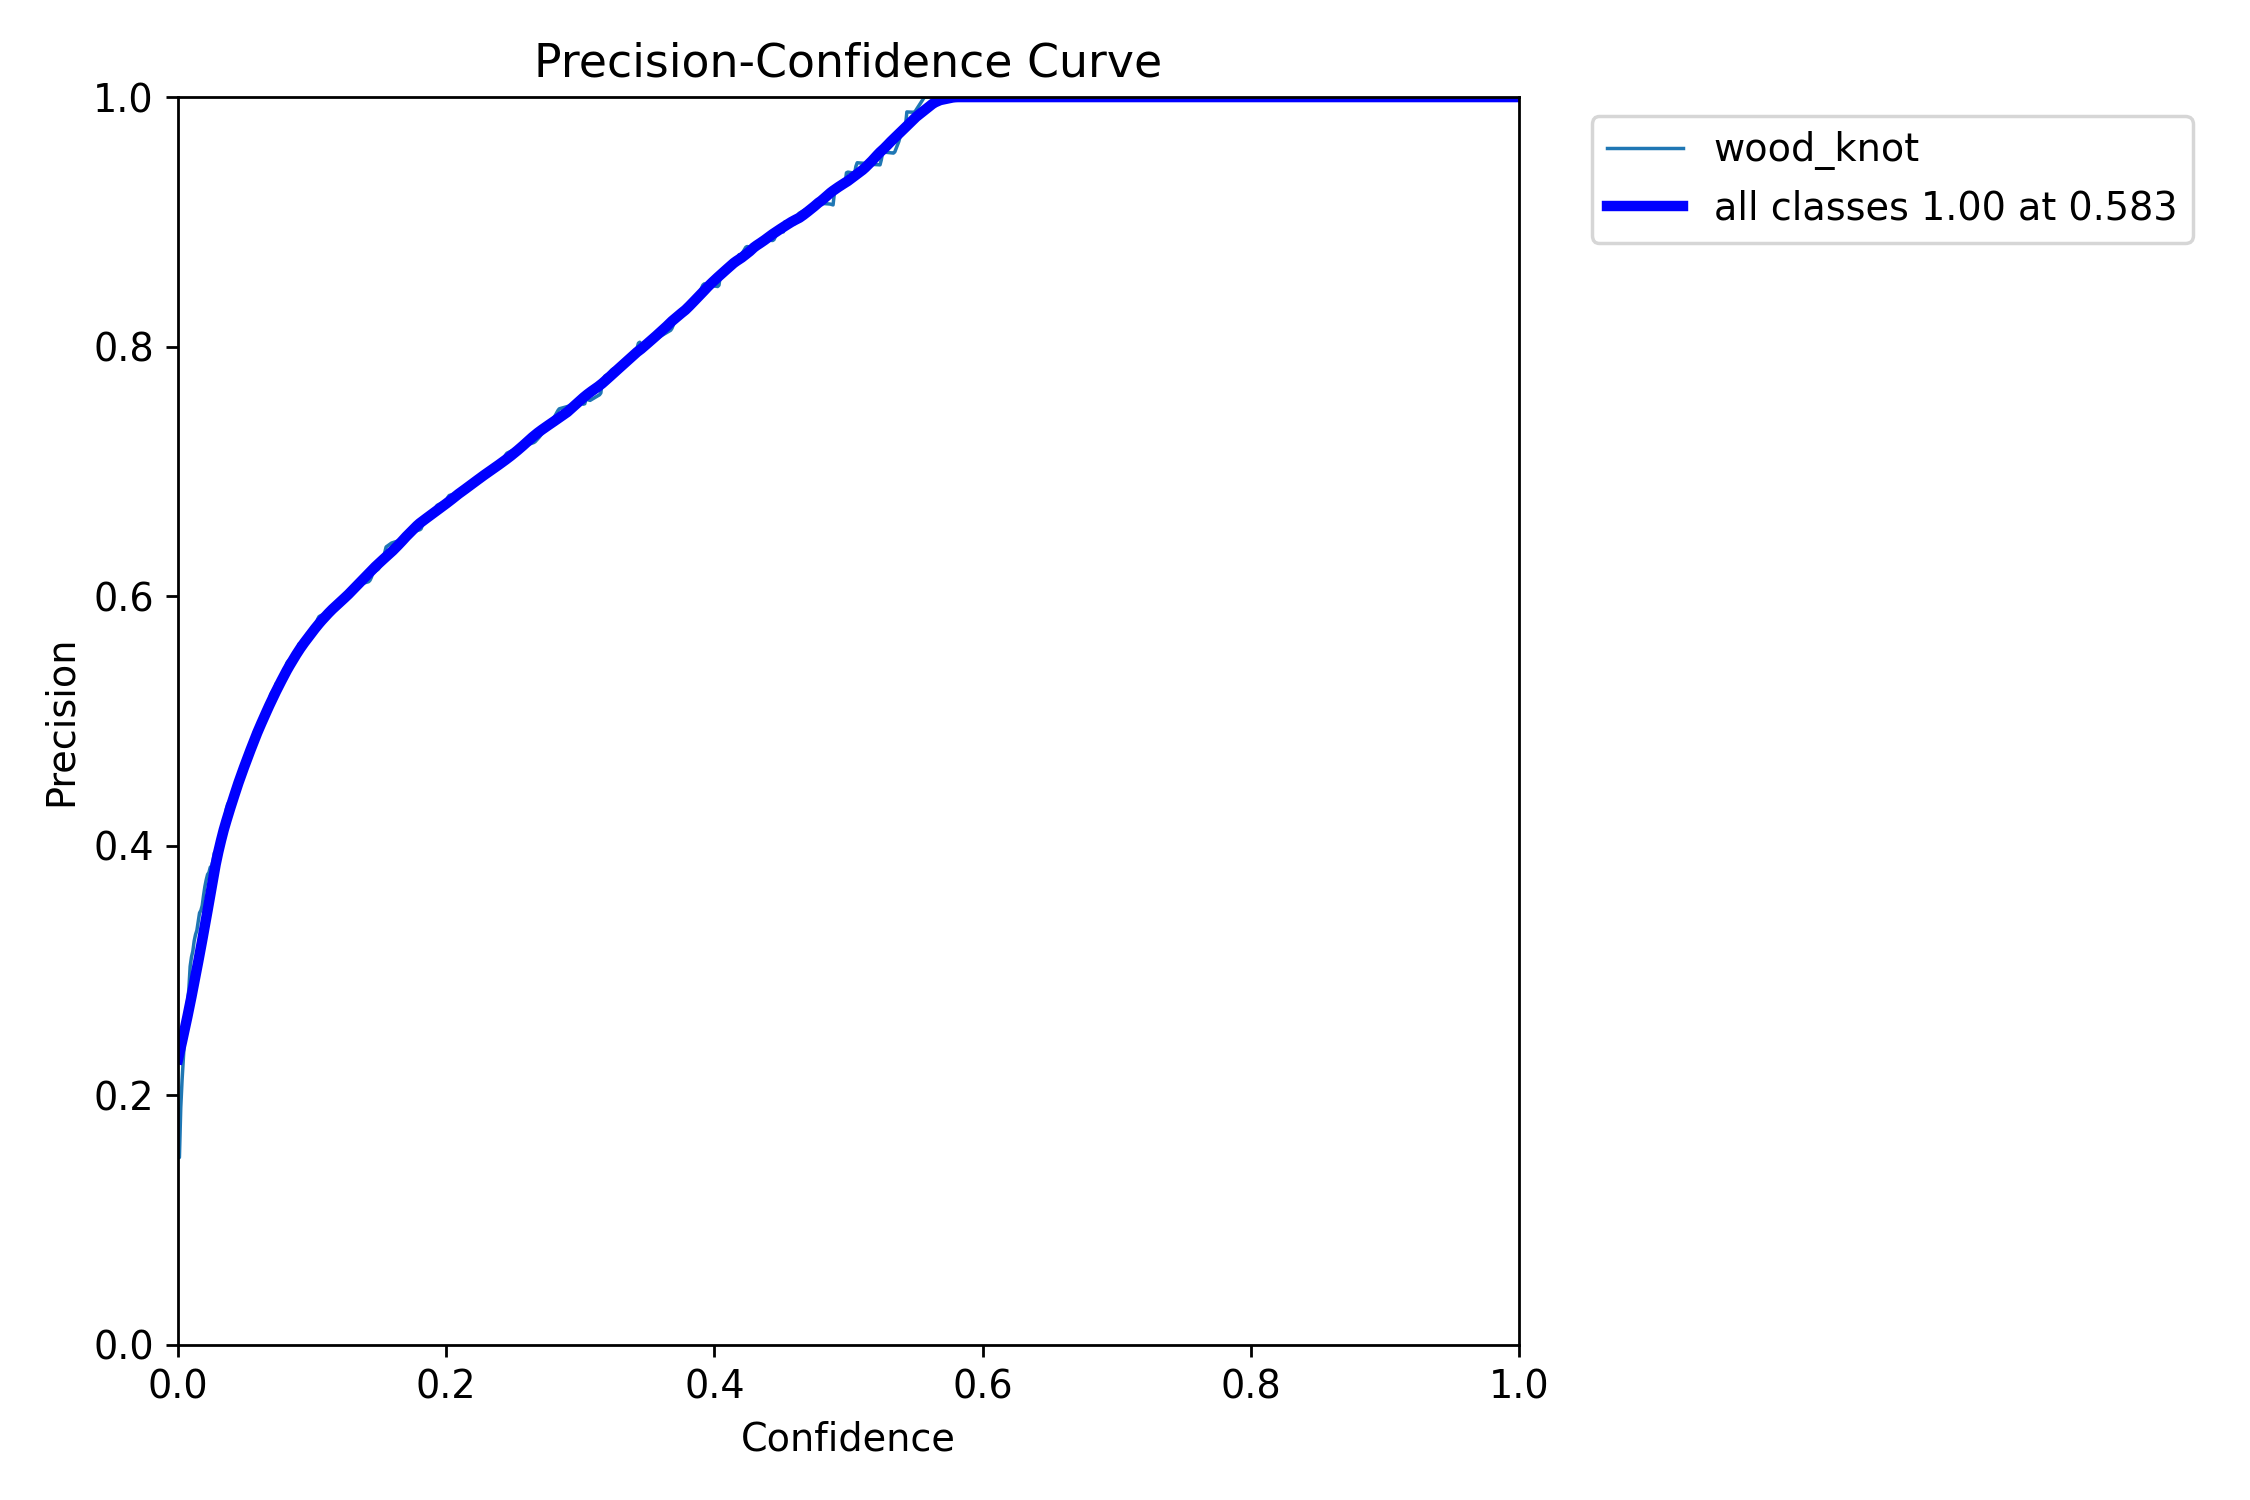 Precision-Confidence Curve
1.0
0.8
0.6
0.4
0.2
0.0
Precision
0.0 0.2 0.4 0.6 0.8 1.0
Confidence
wood_knot
all classes 1.00 at 0.583